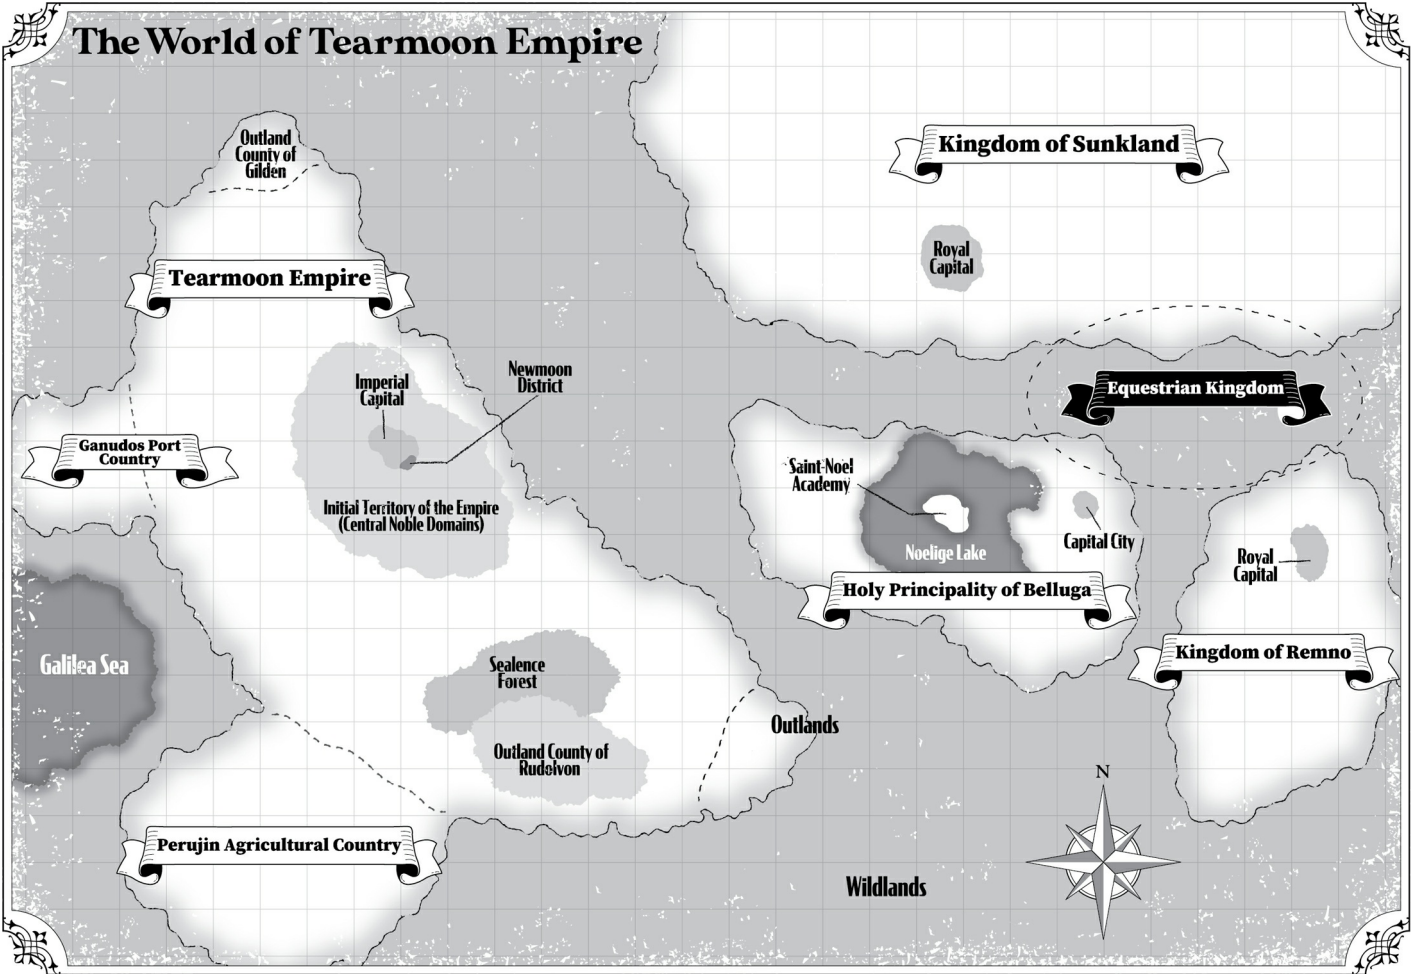 The World of Tearmoon Empire
Outland
County of
Gilden
Kingdom of Sunkland
Royal
Capital
Tearmoon Empire
Newmoon
District
Imperial
Capital
Equestrian Kingdom
Ganudos Port
Country
Saint-Noel
Academy
Initial Territory of the Empire
(Central Noble Domains)
Noelige Lake
Capital City
Royal
Capital
Holy Principality of Belluga
Galilea Sea
Sealence
Forest
Kingdom of Remno
Outlands
Outland County of
Rudolvon
N
Perujin Agricultural Country
Wildlands